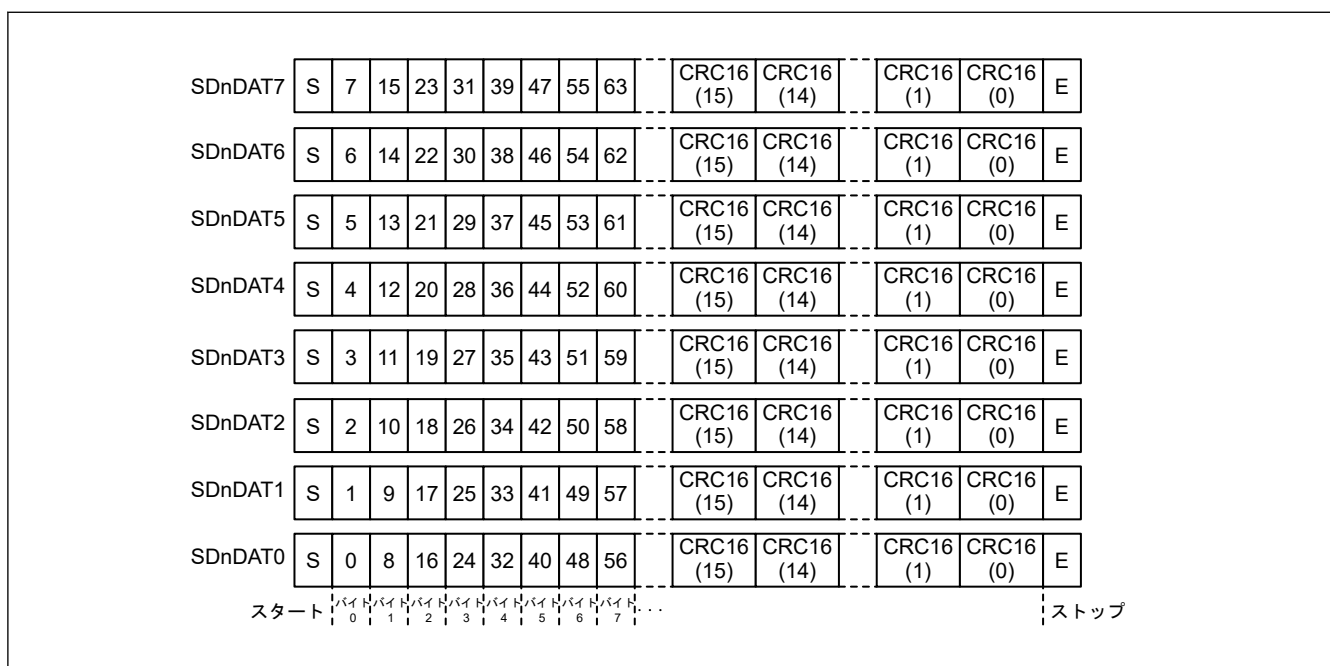 SDnDAT7 S 7 15 23 31 39 47 55 63 CRC16 (15) CRC16 (14) CRC16 (1) CRC16 (0) E
SDnDAT6 S 6 14 22 30 38 46 54 62 CRC16 (15) CRC16 (14) CRC16 (1) CRC16 (0) E
SDnDAT5 S 5 13 21 29 37 45 53 61 CRC16 (15) CRC16 (14) CRC16 (1) CRC16 (0) E
SDnDAT4 S 4 12 20 28 36 44 52 60 CRC16 (15) CRC16 (14) CRC16 (1) CRC16 (0) E
SDnDAT3 S 3 11 19 27 35 43 51 59 CRC16 (15) CRC16 (14) CRC16 (1) CRC16 (0) E
SDnDAT2 S 2 10 18 26 34 42 50 58 CRC16 (15) CRC16 (14) CRC16 (1) CRC16 (0) E
SDnDAT1 S 1 9 17 25 33 41 49 57 CRC16 (15) CRC16 (14) CRC16 (1) CRC16 (0) E
SDnDAT0 S 0 8 16 24 32 40 48 56 CRC16 (15) CRC16 (14) CRC16 (1) CRC16 (0) E
スタート バイト0 バイト1 バイト2 バイト3 バイト4 バイト5 バイト6 バイト7 ... ストップ